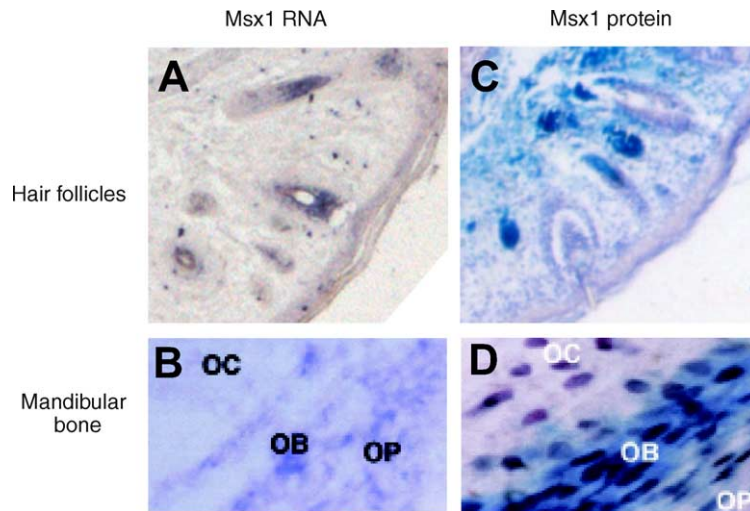 Msx1 RNA
Msx1 protein
A
C
Hair follicles
B
OC
OB
OP
D
OC
OB
OP
Mandibular
bone